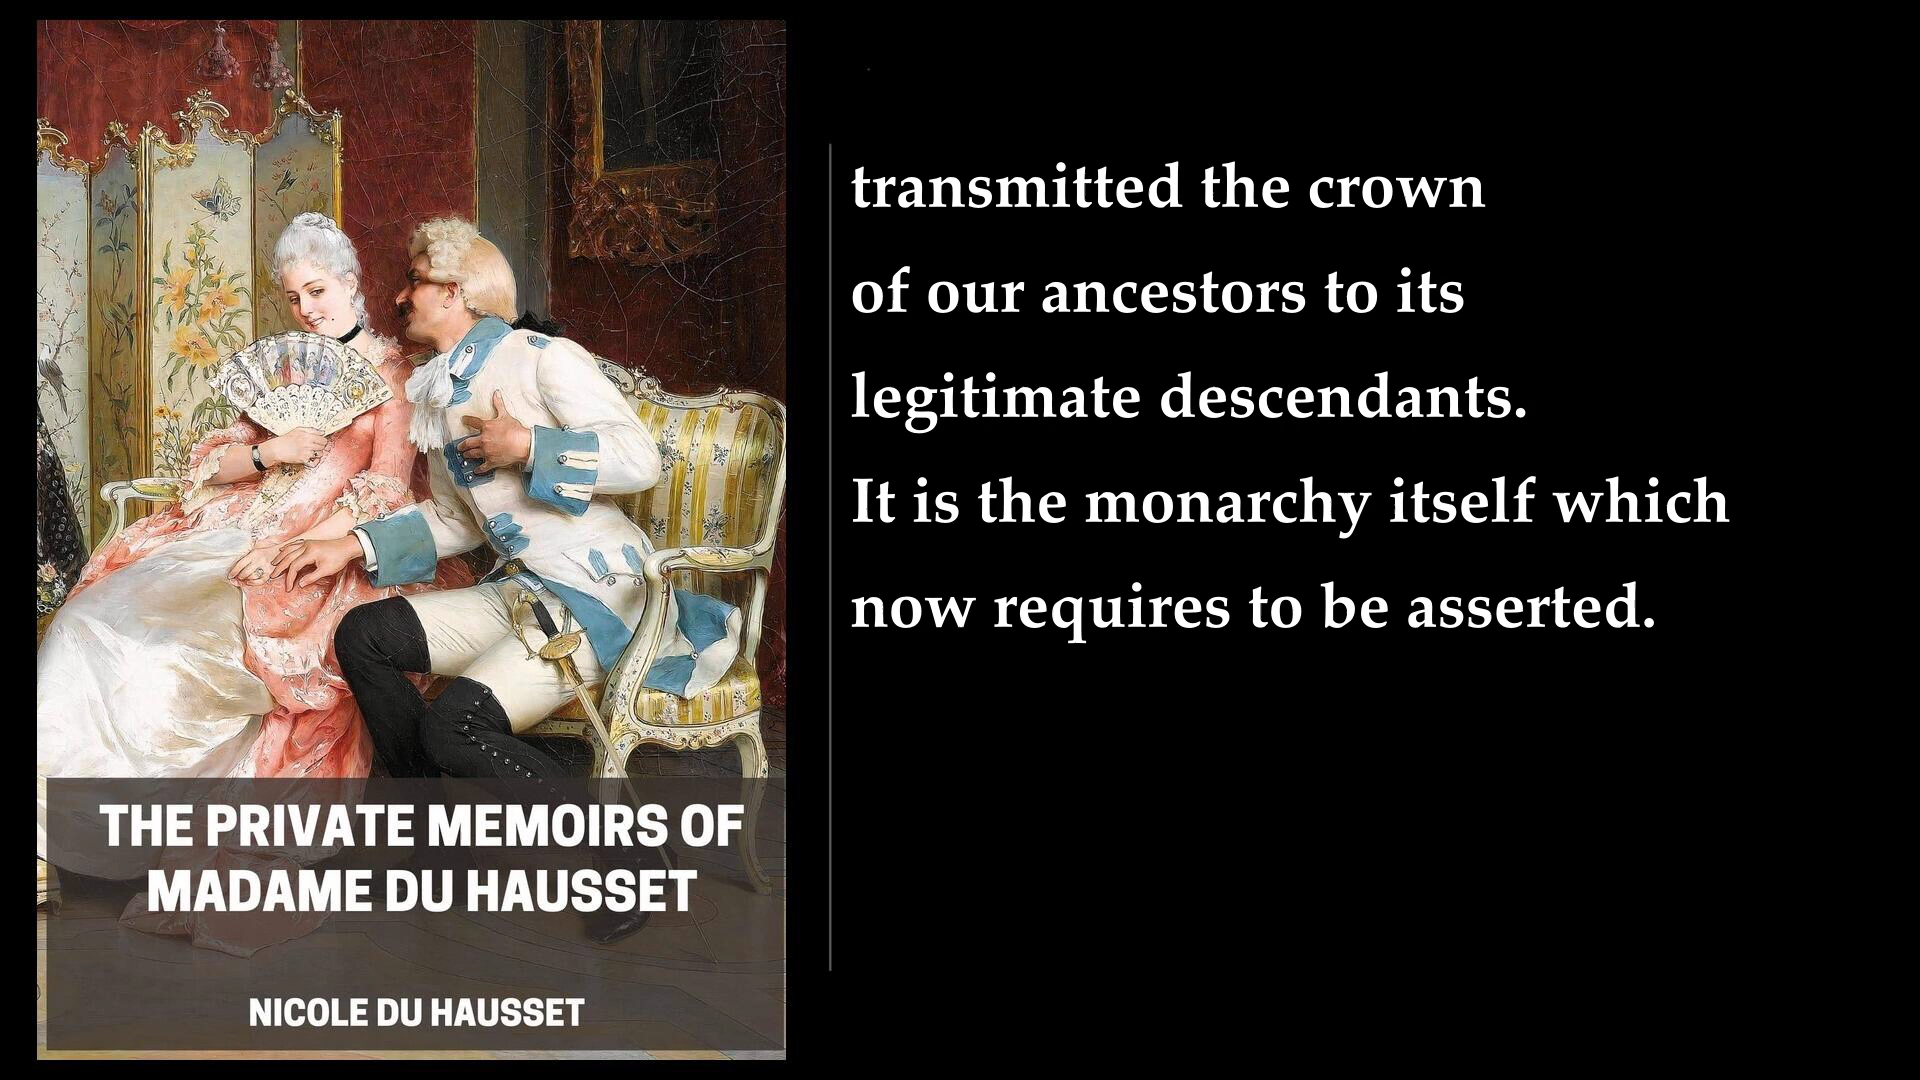 transmitted the crown
of our ancestors to its
legitimate descendants.
It is the monarchy itself which
now requires to be asserted.
THE PRIVATE MEMOIRS OF
MADAME DU HAUSSET
NICOLE DU HAUSSET